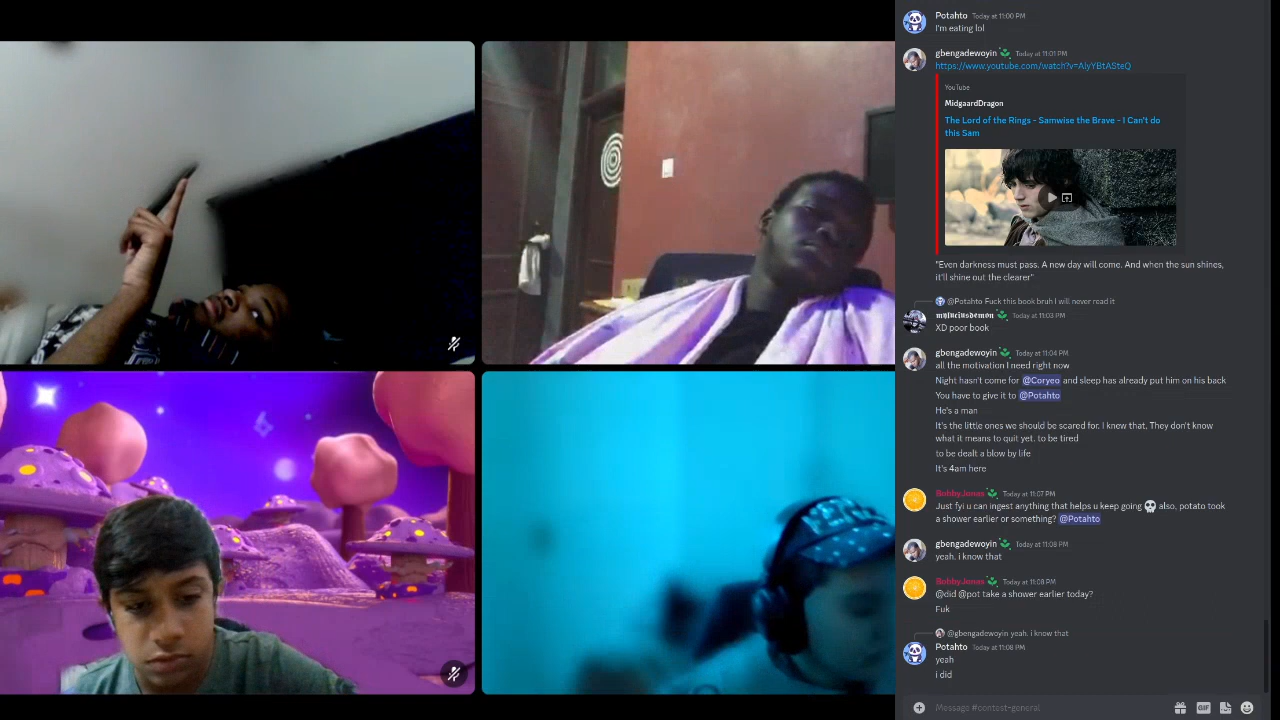 Potahto Today at 11:00 PM
I'm eating lol
gbengadewoyin Today at 11:01 PM
https://www.youtube.com/watch?v=AlyYBtASteQ
YouTube
MidgaardDragon
The Lord of the Rings - Samwise the Brave - I Can't do
this Sam
"Even darkness must pass. A new day will come. And when the sun shines,
it'll shine out the clearer"
@Potahto Fuck this book bruh I will never read it
𝖒𝖞𝖑𝖚𝖈𝖎𝖚𝖘𝖉𝖊𝖒𝖔𝖓 Today at 11:03 PM
XD poor book
gbengadewoyin Today at 11:04 PM
all the motivation I need right now
Night hasn't come for @Coryeo and sleep has already put him on his back
You have to give it to @Potahto
He's a man
It's the little ones we should be scared for. I knew that. They don't know
what it means to quit yet. to be tired
to be dealt a blow by life
It's 4am here
BobbyJonas Today at 11:07 PM
Just fyi u can ingest anything that helps u keep going 💀 also, potato took
a shower earlier or something? @Potahto
gbengadewoyin Today at 11:08 PM
yeah. i know that
BobbyJonas Today at 11:08 PM
@did @pot take a shower earlier today?
Fuk
@gbengadewoyin yeah. i know that
Potahto Today at 11:08 PM
yeah
i did
Message #contest-general
GIF